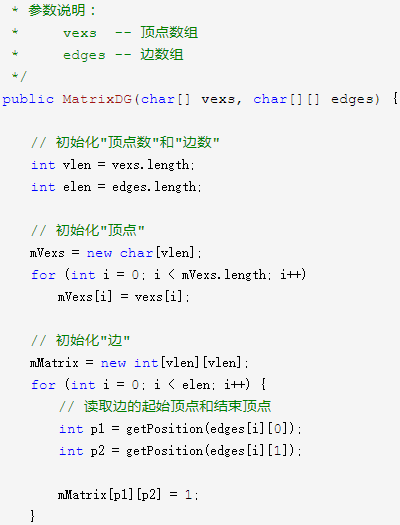 * 参数说明：
*     vexs  -- 顶点数组
*     edges -- 边数组
*/
public MatrixDG(char[] vexs, char[][] edges) {
// 初始化"顶点数"和"边数"
int vlen = vexs.length;
int elen = edges.length;
// 初始化"顶点"
mVexs = new char[vlen];
for (int i = 0; i < mVexs.length; i++)
mVexs[i] = vexs[i];
// 初始化"边"
mMatrix = new int[vlen][vlen];
for (int i = 0; i < elen; i++) {
// 读取边的起始顶点和结束顶点
int p1 = getPosition(edges[i][0]);
int p2 = getPosition(edges[i][1]);
mMatrix[p1][p2] = 1;
}